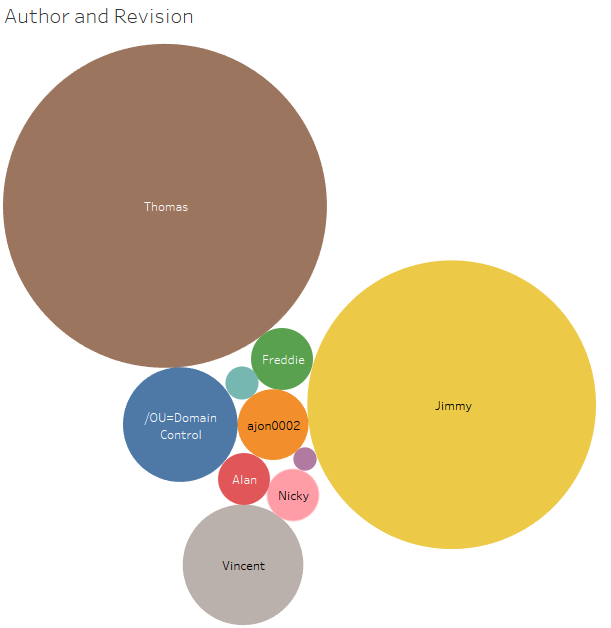 Author and Revision
Thomas
Freddie
Jimmy
/OU=Domain
Control
ajon0002
Alan
Nicky
Vincent